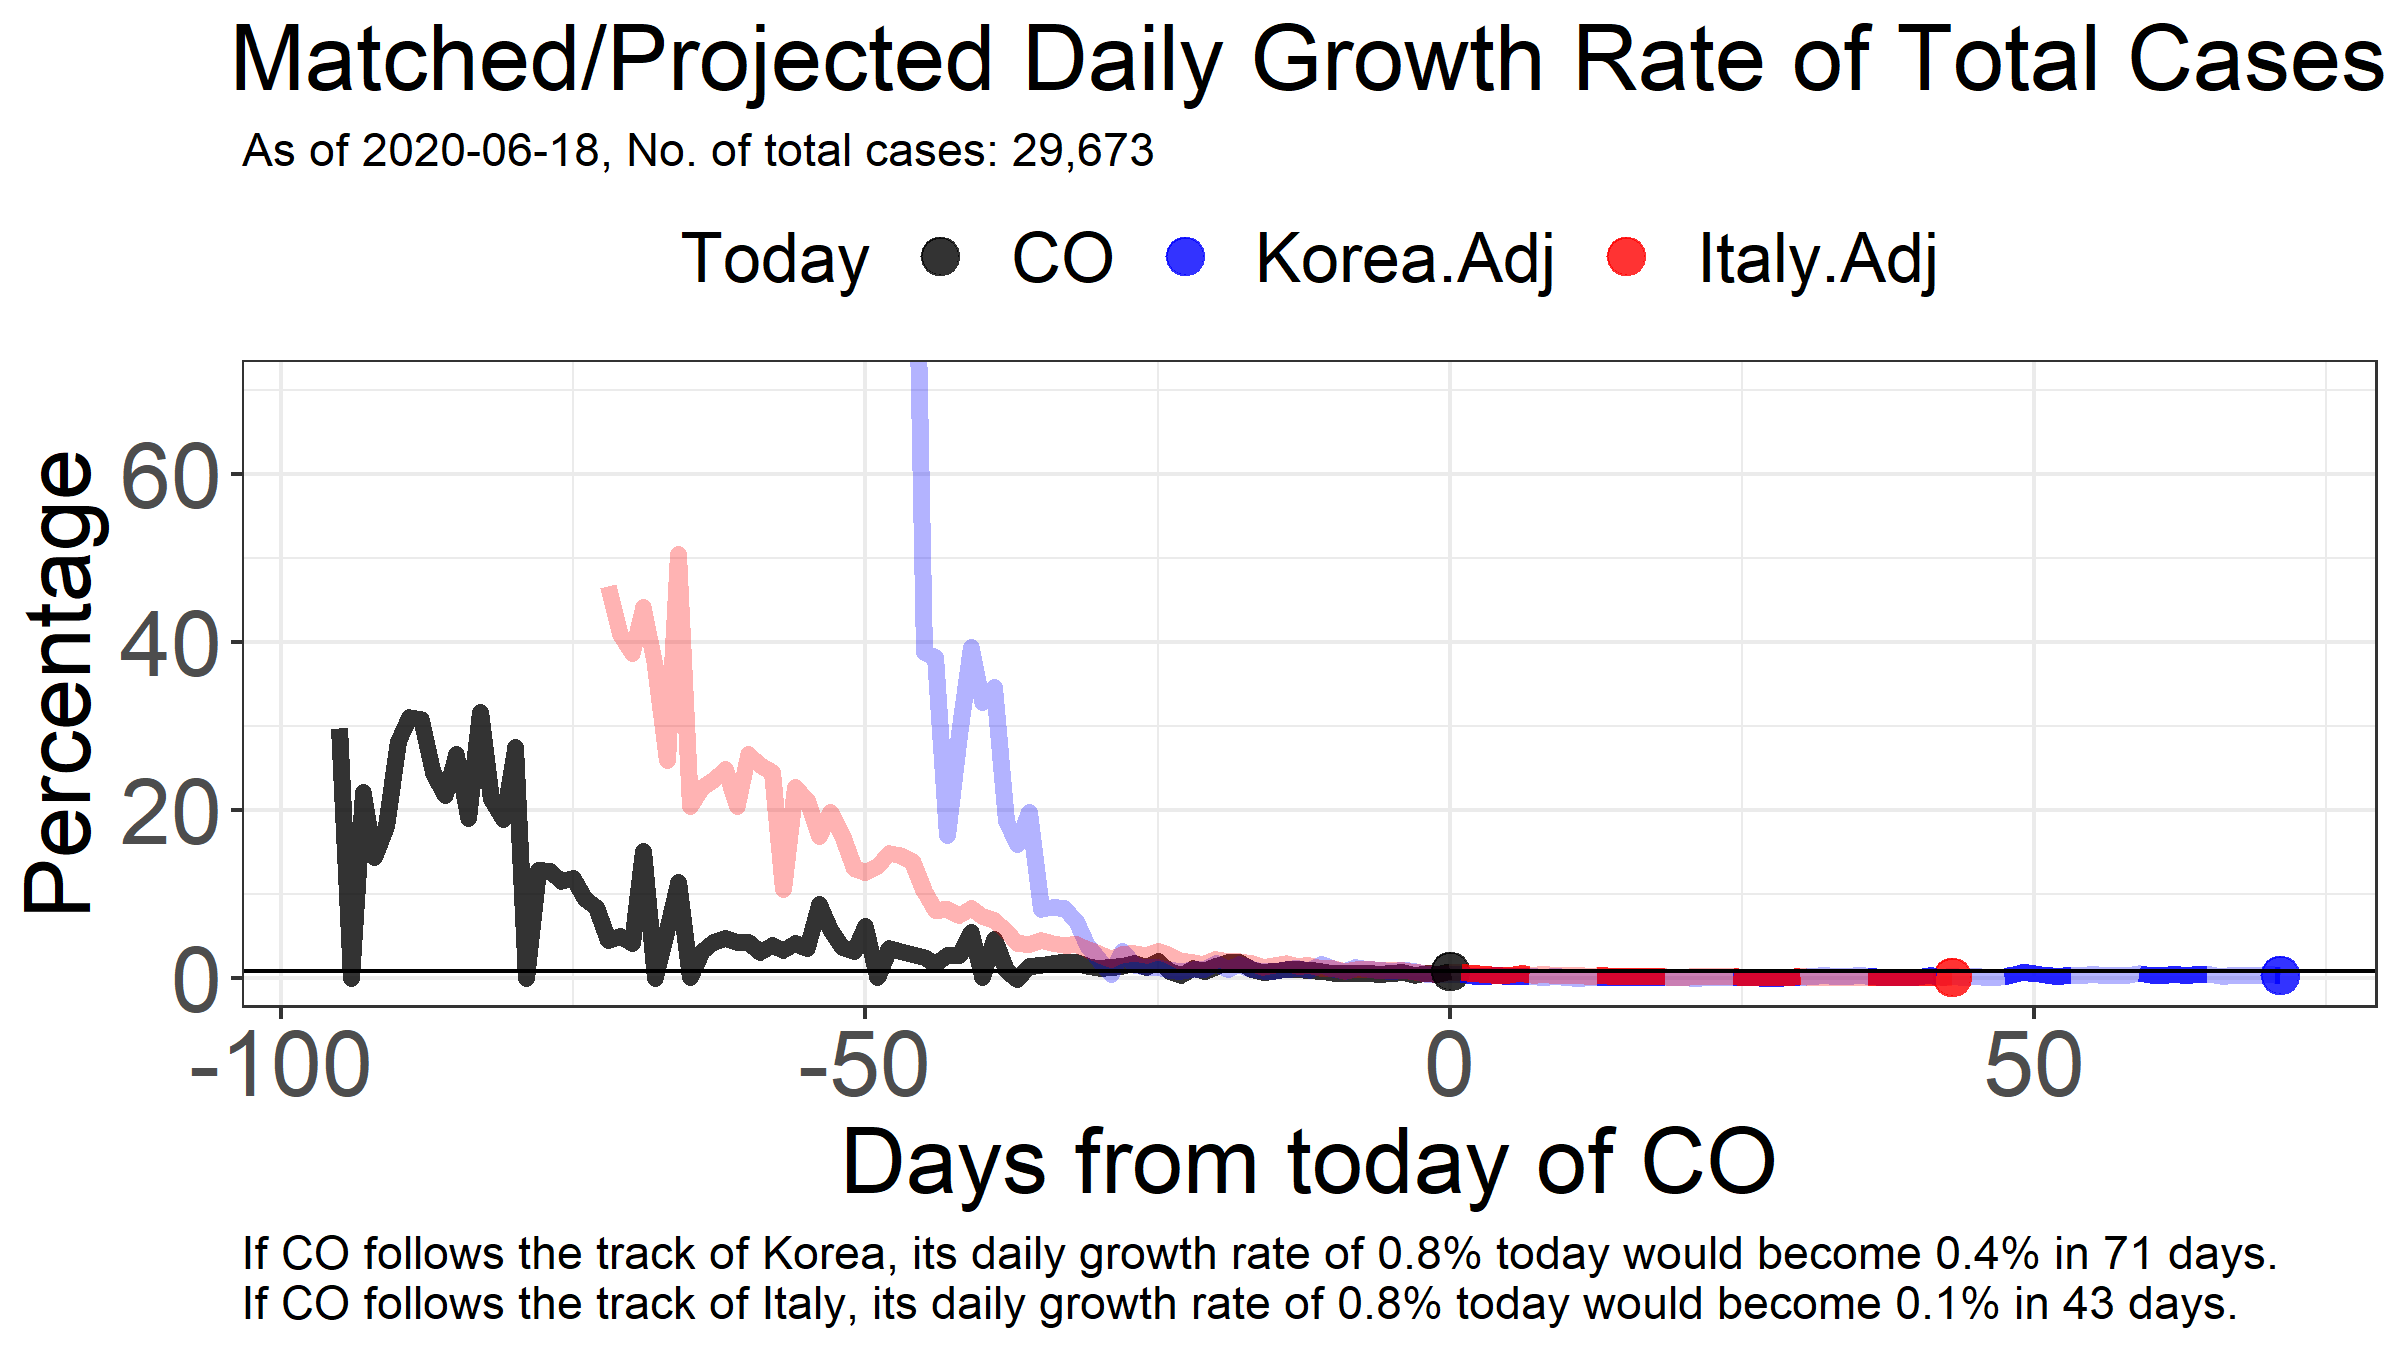 Matched/Projected Daily Growth Rate of Total Cases
As of 2020-06-18, No. of total cases: 29,673
Today CO Korea.Adj Italy.Adj
Percentage
60
40
20
0
-100 -50 0 50
Days from today of CO
If CO follows the track of Korea, its daily growth rate of 0.8% today would become 0.4% in 71 days.
If CO follows the track of Italy, its daily growth rate of 0.8% today would become 0.1% in 43 days.